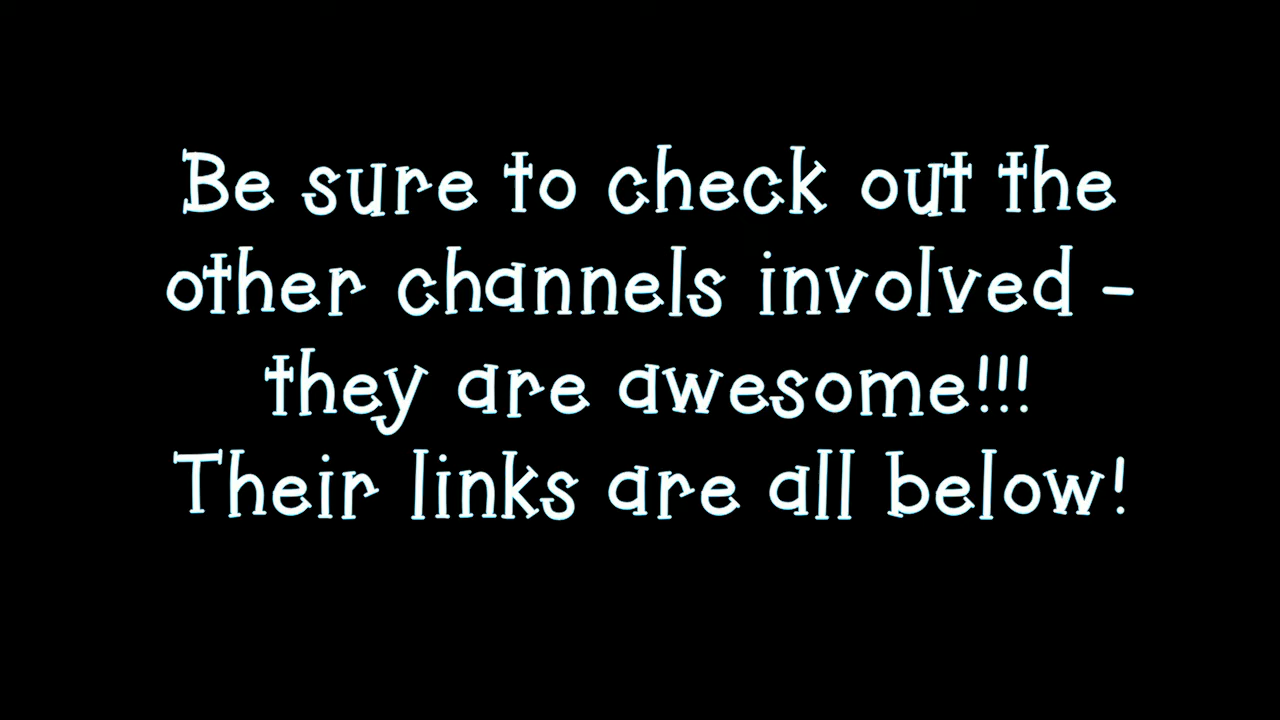 Be sure to check out the
other channels involved -
they are awesome!!!
Their links are all below!